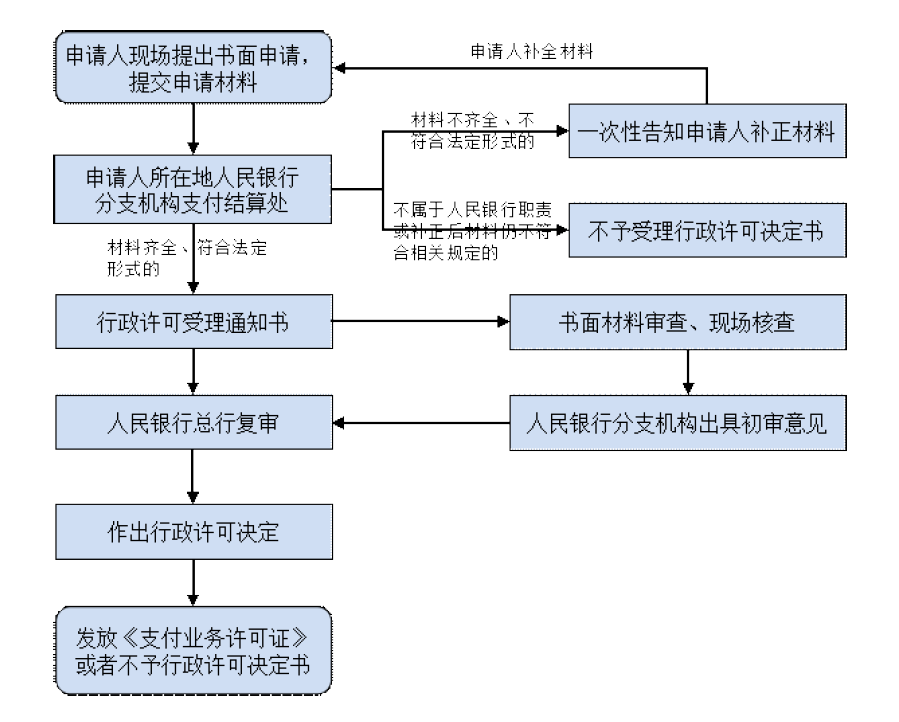 申请人现场提出书面申请，
提交申请材料
申请人补全材料
材料不齐全、不
符合法定形式的
一次性告知申请人补正材料
申请人所在地人民银行
分支机构支付结算处
不属于人民银行职责
或补正后材料仍不符
合相关规定的
不予受理行政许可决定书
材料齐全、符合法定
形式的
行政许可受理通知书
书面材料审查、现场核查
人民银行总行复审
人民银行分支机构出具初审意见
作出行政许可决定
发放《支付业务许可证》
或者不予行政许可决定书